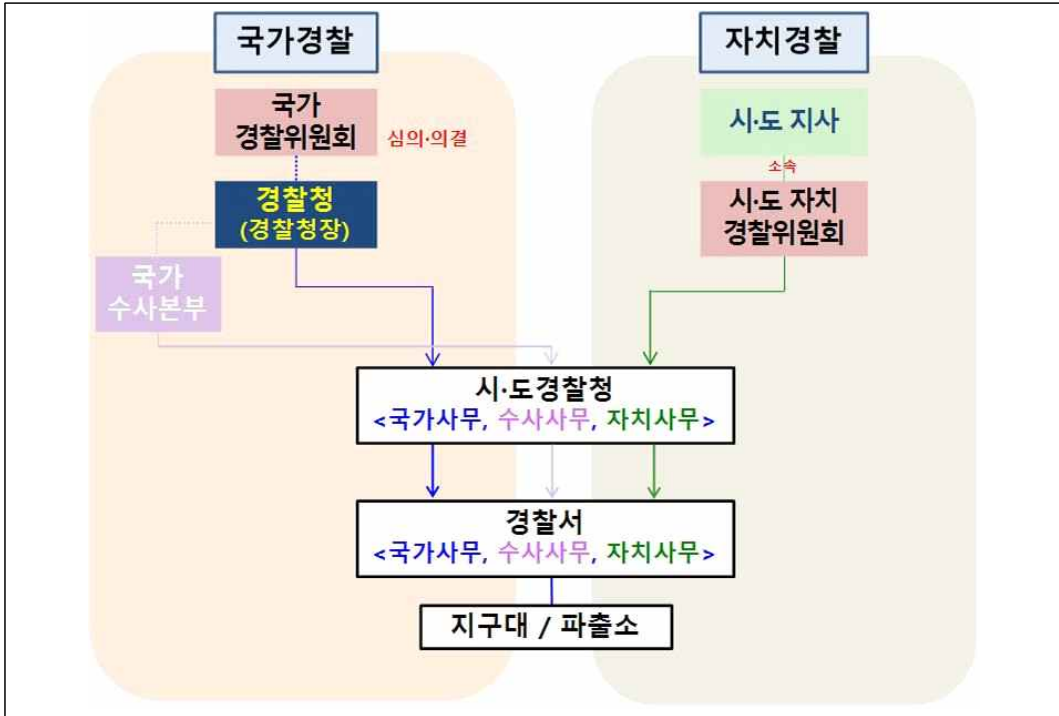 국가경찰
자치경찰
국가
경찰위원회
심의·의결
시·도 지사
소속
경찰청
(경찰청장)
시·도 자치
경찰위원회
국가
수사본부
시·도경찰청
<국가사무, 수사사무, 자치사무>
경찰서
<국가사무, 수사사무, 자치사무>
지구대 / 파출소